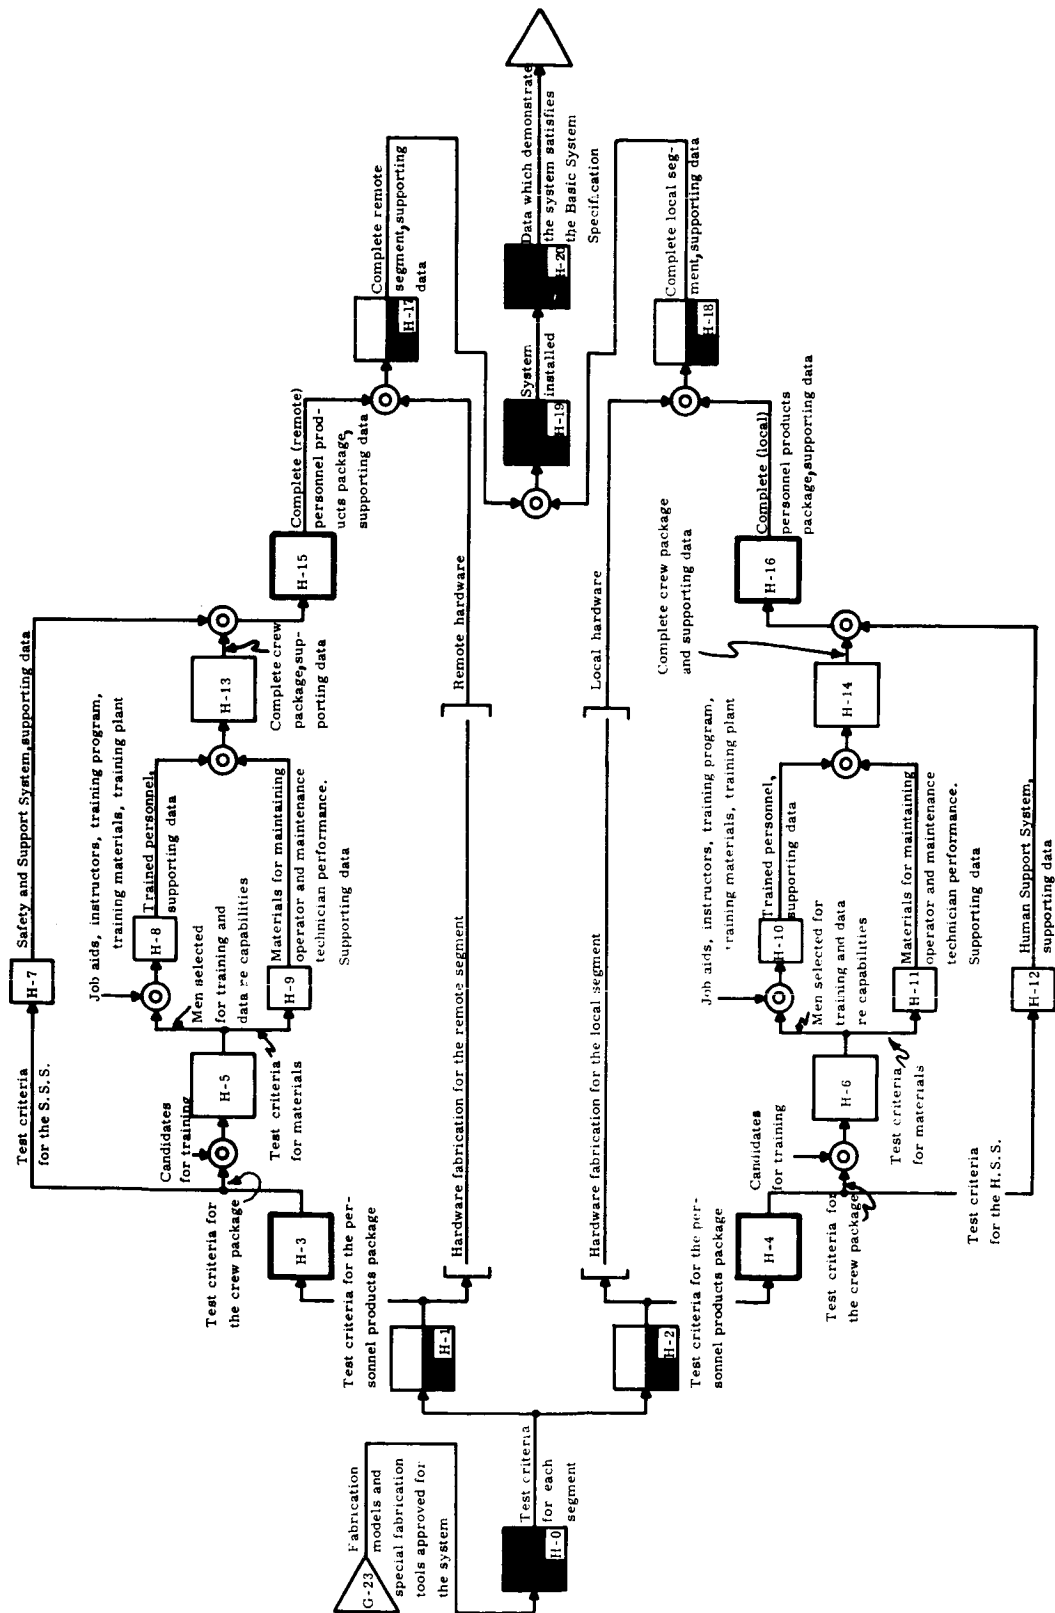 G-23
Fabrication
models and
special fabrication
tools approved for
the system
H-0
Test criteria
for each
segment
H-1
Test criteria for the per-
sonnel products package
H-2
Test criteria for the per-
sonnel products package
H-3
Test criteria for
the crew package
Candidates
for training
Test criteria
for the S.S.S.
H-5
Test criteria
for materials
Men selected
for training and
data re capabilities
H-7
Safety and Support System, supporting data
Job aids, instructors, training program,
training materials, training plant
H-8
Trained personnel,
supporting data
H-9
Materials for maintaining
operator and maintenance
technician performance.
Supporting data
H-13
Complete crew
package, sup-
porting data
H-15
Complete (remote)
personnel prod-
ucts package,
supporting data
H-17
Complete remote
segment, supporting
data
Hardware fabrication for the remote segment
Remote hardware
H-19
System
installed
H-20
Data which demonstrate
the system satisfies
the Basic System
Specification
Hardware fabrication for the local segment
Local hardware
H-4
Test criteria for
the crew package
Candidates
for training
Test criteria
for the H.S.S.
H-6
Test criteria
for materials
Men selected for
training and data
re capabilities
Job aids, instructors, training program,
training materials, training plant
H-10
Trained personnel,
supporting data
H-11
Materials for maintaining
operator and maintenance
technician performance.
Supporting data
H-12
Human Support System,
supporting data
H-14
Complete crew package
and supporting data
H-16
Complete (local)
personnel products
package, supporting data
H-18
Complete local seg-
ment, supporting data